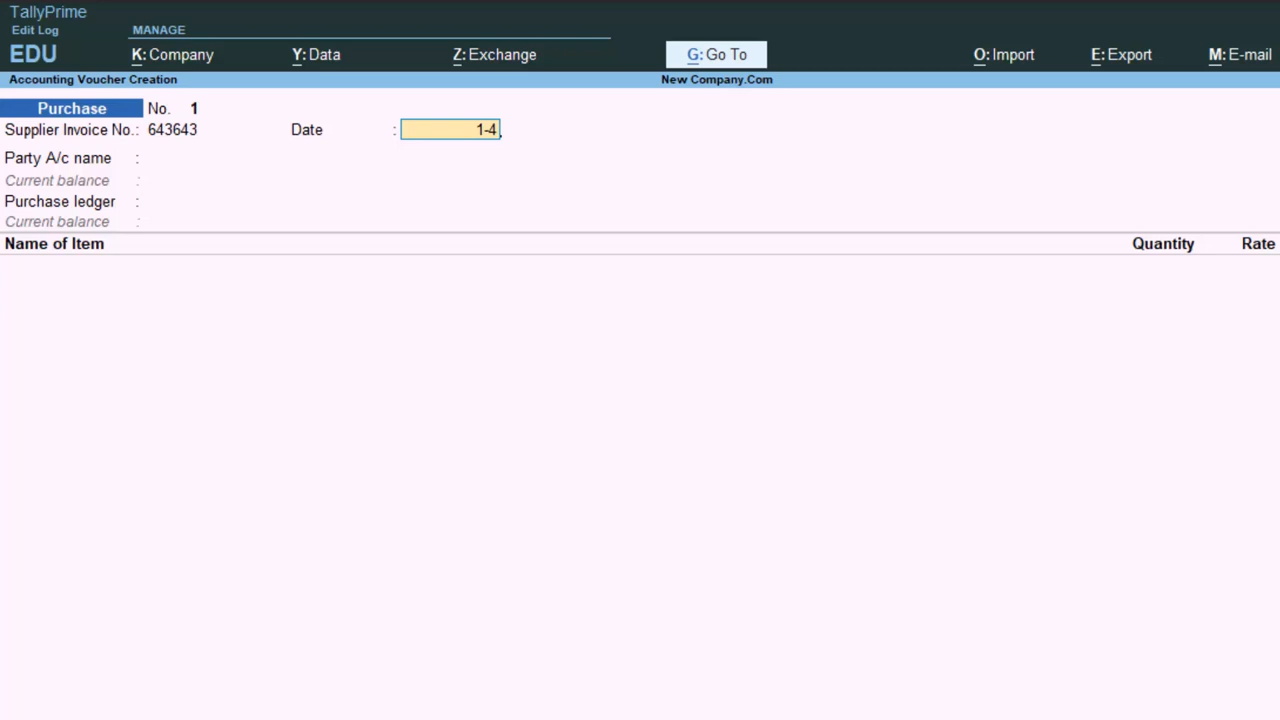 TallyPrime
Edit Log
MANAGE
EDU
K: Company
Y: Data
Z: Exchange
G: Go To
O: Import
E: Export
M: E-mail
Accounting Voucher Creation
New Company.Com
Purchase No. 1
Supplier Invoice No.: 643643 Date : 1-4
Party A/c name :
Current balance :
Purchase ledger :
Current balance :
Name of Item Quantity Rate